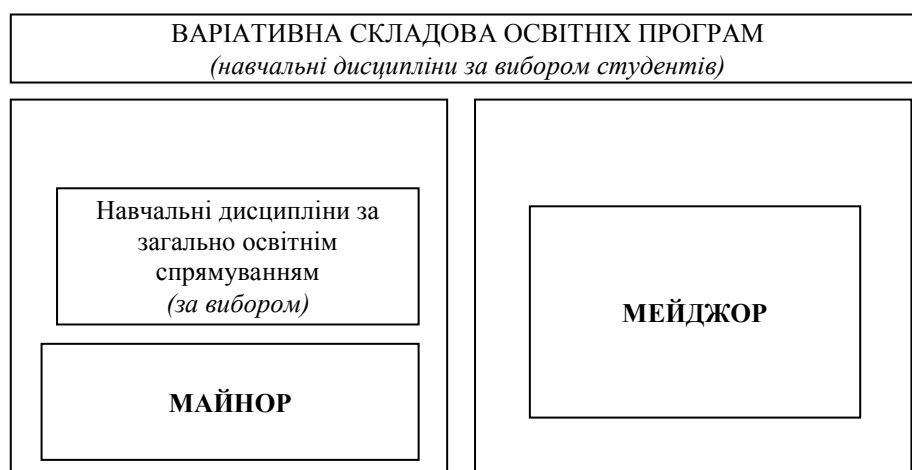 ВАРІАТИВНА СКЛАДОВА ОСВІТНІХ ПРОГРАМ
(навчальні дисципліни за вибором студентів)
Навчальні дисципліни за
загально освітнім
спрямуванням
(за вибором)
МАЙНОР
МЕЙДЖОР